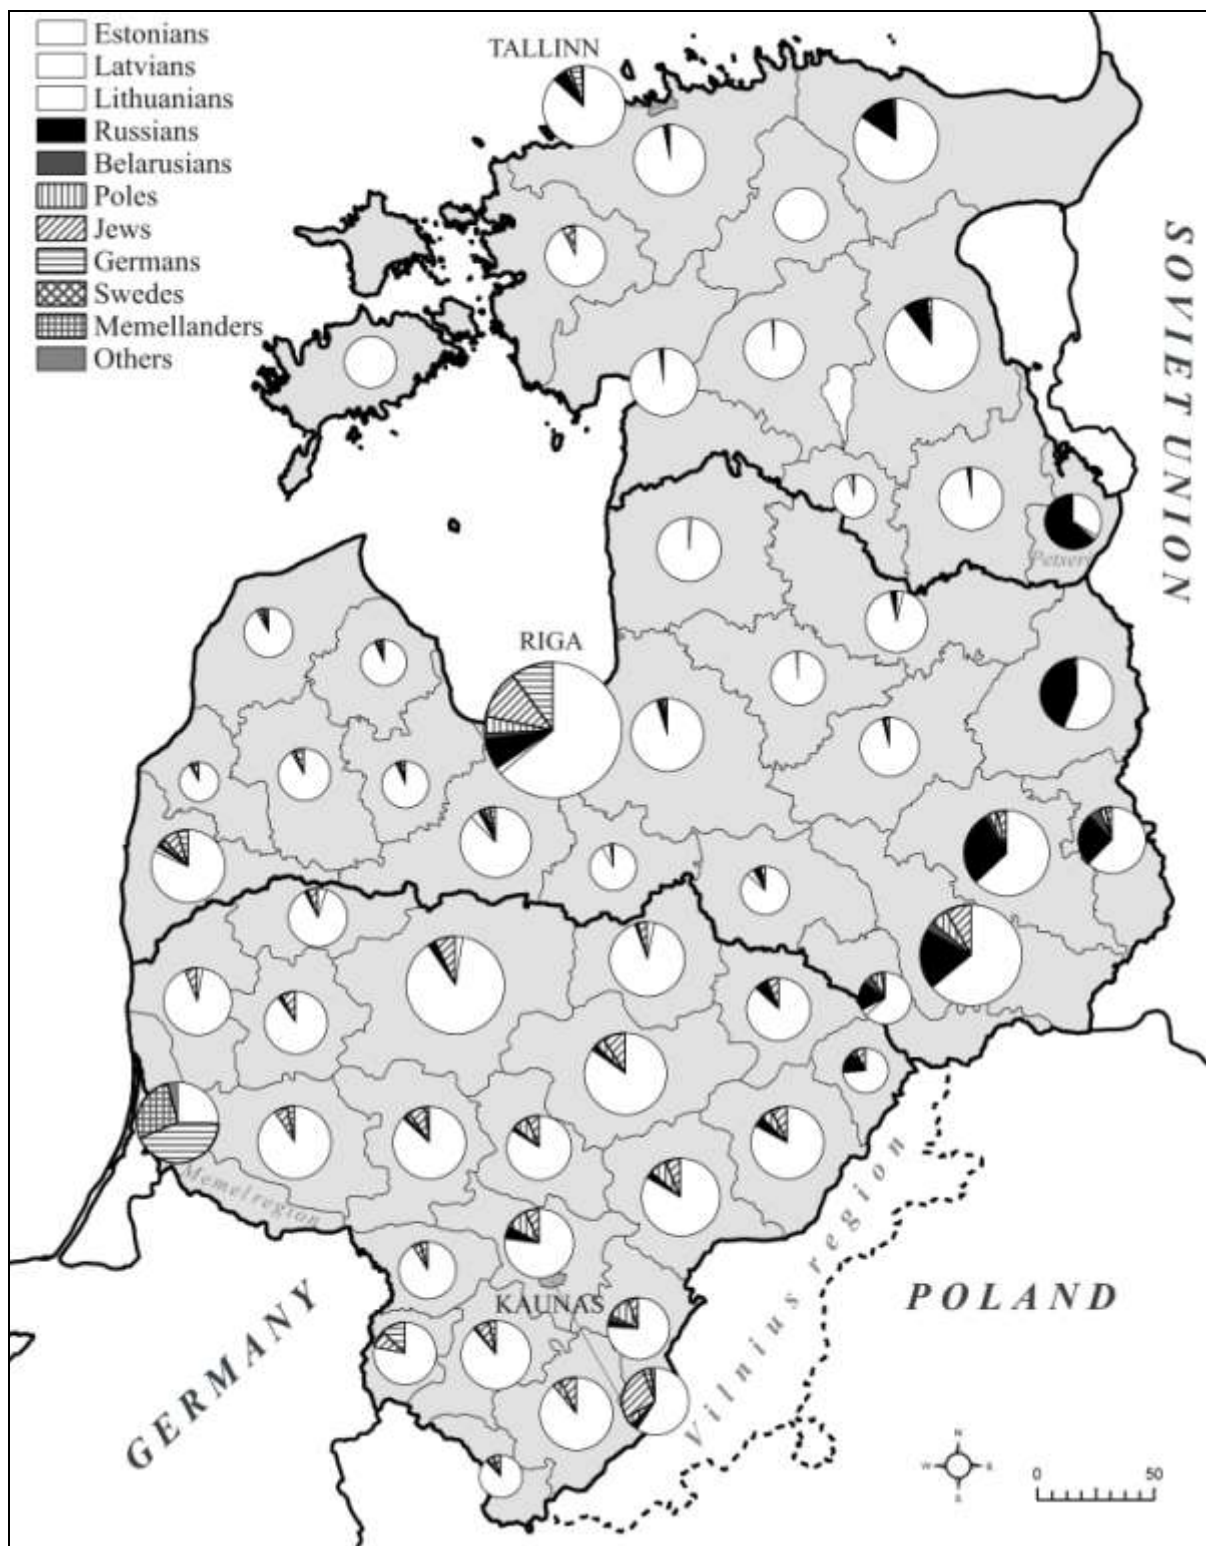 Estonians
Latvians
Lithuanians
Russians
Belarusians
Poles
Jews
Germans
Swedes
Memellanders
Others
TALLINN
SOVIET UNION
Petseri
RIGA
Memelregion
KAUNAS
GERMANY
Vilnius region
POLAND
N
W
E
S
0 50